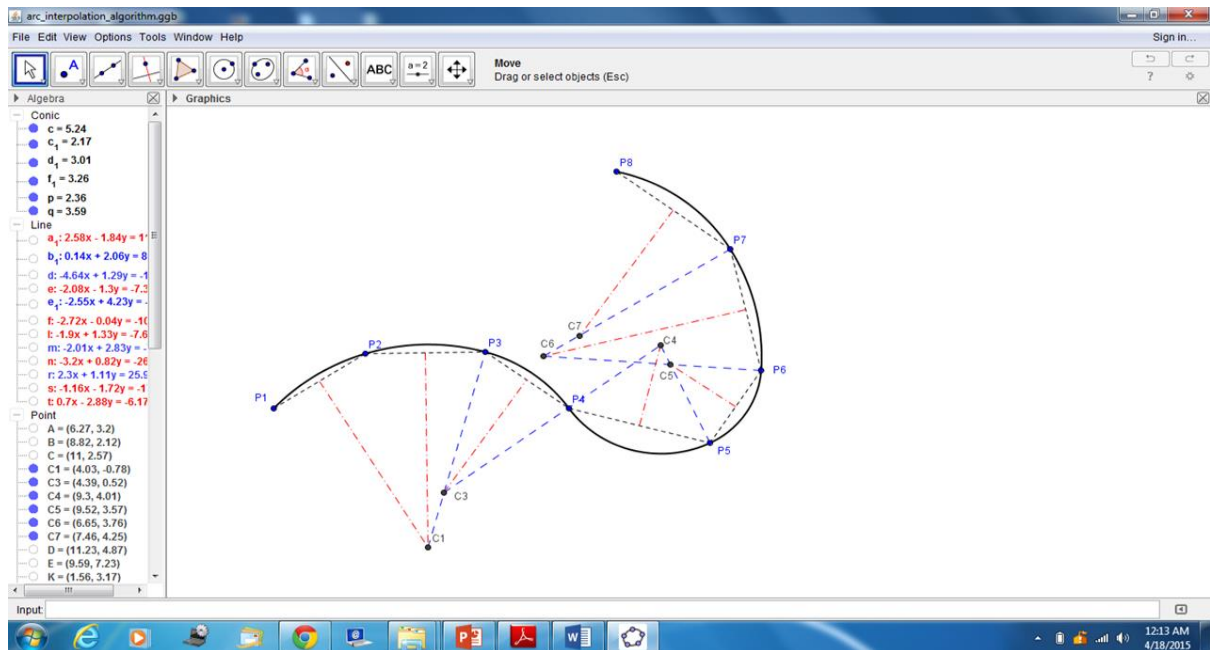 arc_interpolation_algorithm.ggb
File Edit View Options Tools Window Help
Sign in...
A
ABC
a=2
Move
Drag or select objects (Esc)
Algebra
Graphics
Conic
c = 5.24
c₁ = 2.17
d₁ = 3.01
f₁ = 3.26
p = 2.36
q = 3.59
Line
a₁: 2.58x - 1.84y = 1
b₁: 0.14x + 2.06y = 8
d: -4.64x + 1.29y = -1
e: -2.08x - 1.3y = -7.3
e₁: -2.55x + 4.23y = -
f: -2.72x - 0.04y = -10
l: -1.9x + 1.33y = -7.6
m: -2.01x + 2.83y = -
n: -3.2x + 0.82y = -26
r: 2.3x + 1.11y = 25.9
s: -1.16x - 1.72y = -1
t: 0.7x - 2.88y = -6.17
Point
A = (6.27, 3.2)
B = (8.82, 2.12)
C = (11, 2.57)
C1 = (4.03, -0.78)
C3 = (4.39, 0.52)
C4 = (9.3, 4.01)
C5 = (9.52, 3.57)
C6 = (6.65, 3.76)
C7 = (7.46, 4.25)
D = (11.23, 4.87)
E = (9.59, 7.23)
K = (1.56, 3.17)
P8
P7
C7
C6
C4
P2
P3
C5
P6
P1
P4
P5
C3
C1
Input:
12:13 AM
4/18/2015